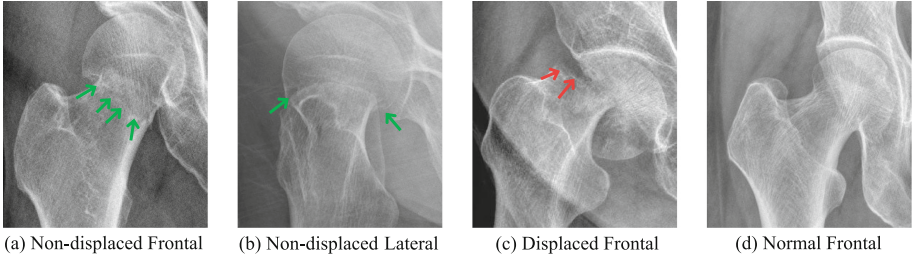 (a) Non-displaced Frontal
(b) Non-displaced Lateral
(c) Displaced Frontal
(d) Normal Frontal